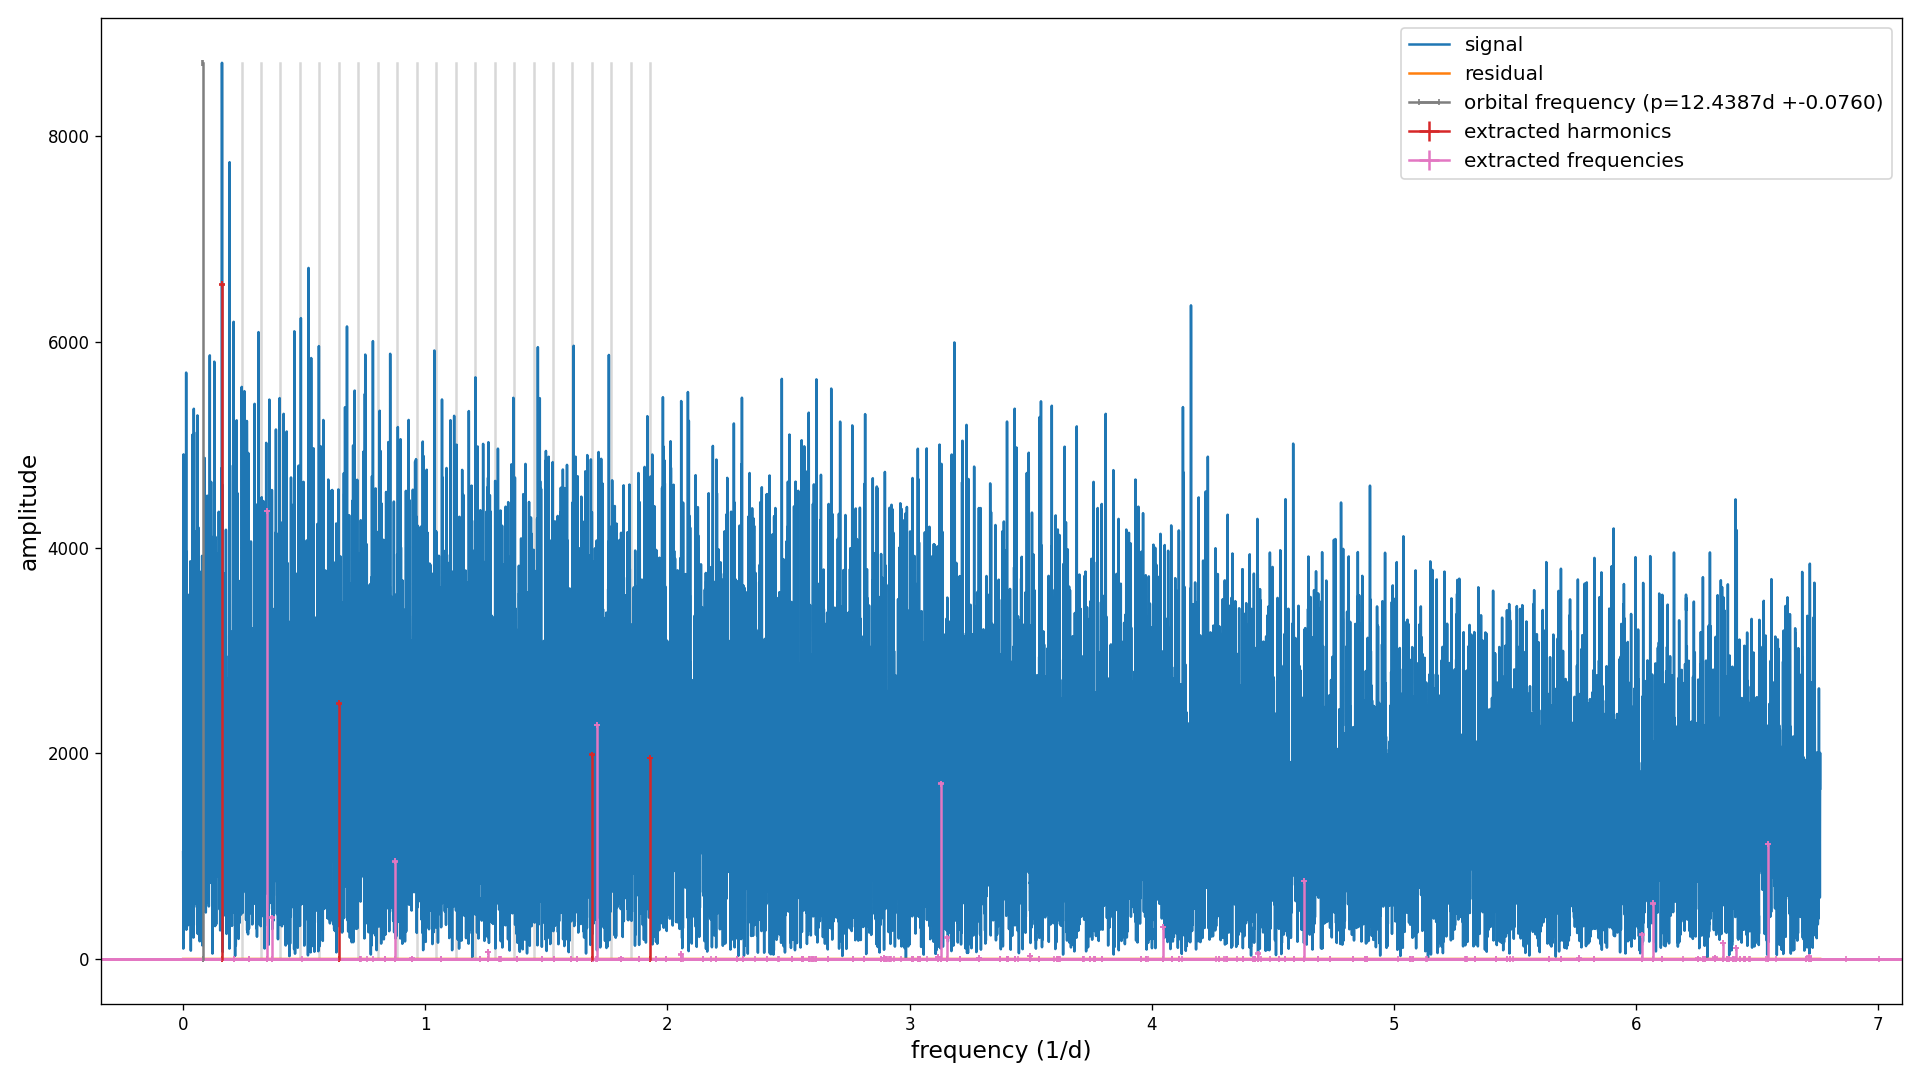 signal
residual
orbital frequency (p=12.4387d +-0.0760)
extracted harmonics
extracted frequencies
amplitude
8000
6000
4000
2000
0
0 1 2 3 4 5 6 7
frequency (1/d)